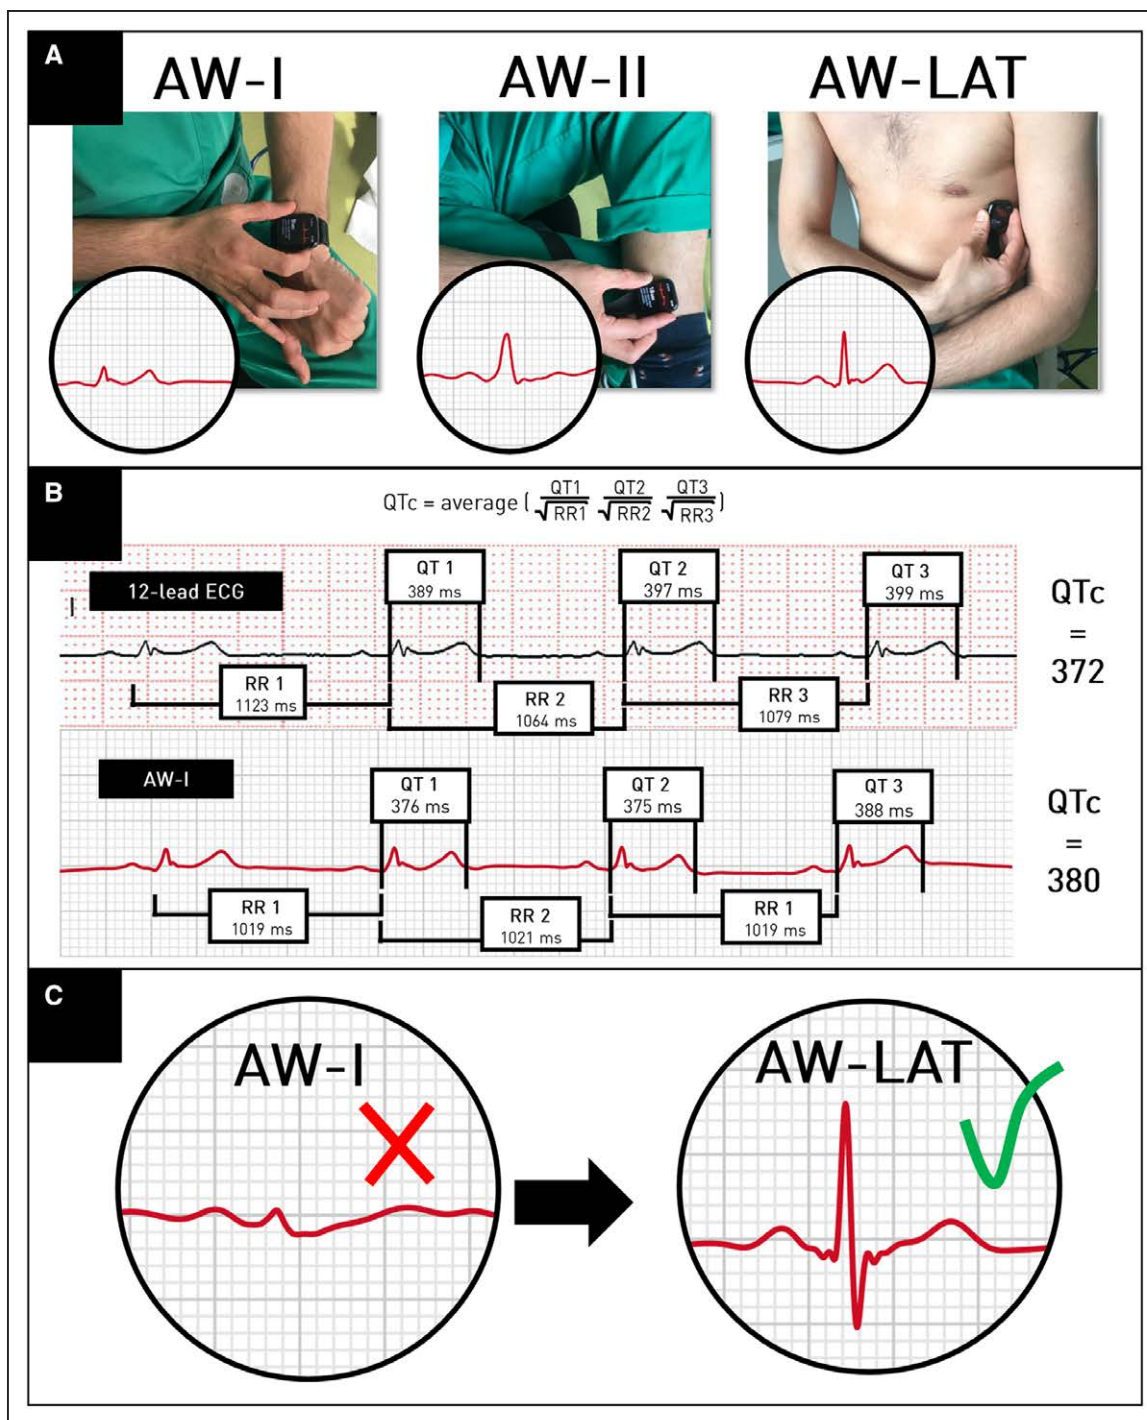 A
AW-I
AW-II
AW-LAT
B
QTc = average ( QT1/√RR1 QT2/√RR2 QT3/√RR3 )
12-lead ECG
I
QT 1
389 ms
QT 2
397 ms
QT 3
399 ms
RR 1
1123 ms
RR 2
1064 ms
RR 3
1079 ms
QTc
=
372
AW-I
QT 1
376 ms
QT 2
375 ms
QT 3
388 ms
RR 1
1019 ms
RR 2
1021 ms
RR 1
1019 ms
QTc
=
380
C
AW-I
AW-LAT